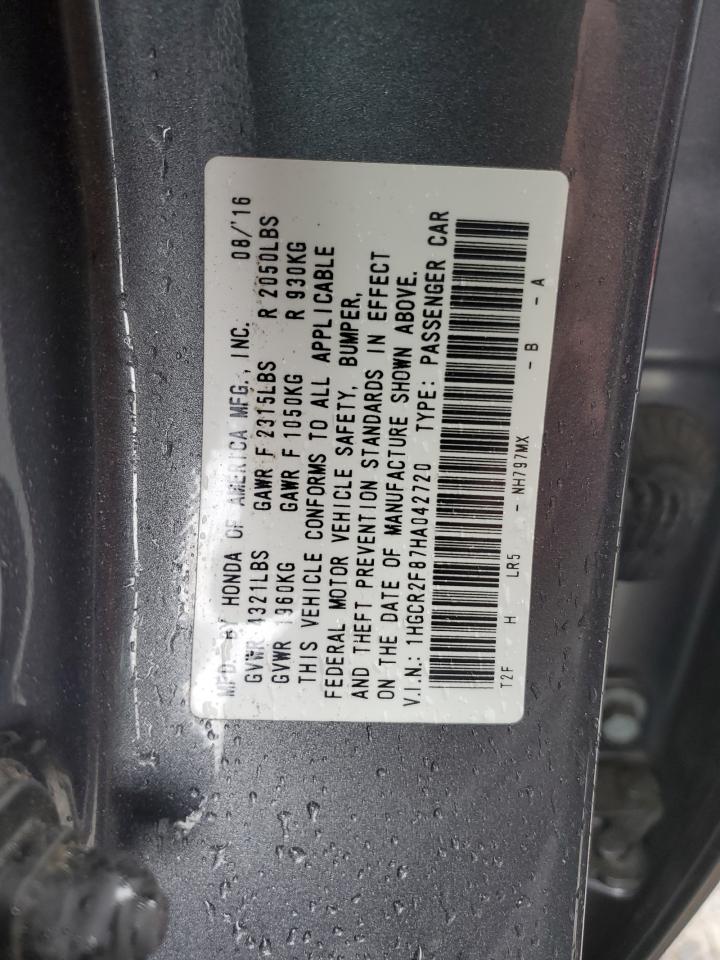 MFD. BY HONDA OF AMERICA MFG., INC. 08/'16
GVWR 4321LBS GAWR F 2315LBS R 2050LBS
GVWR 1960KG GAWR F 1050KG R 930KG
THIS VEHICLE CONFORMS TO ALL APPLICABLE
FEDERAL MOTOR VEHICLE SAFETY, BUMPER,
AND THEFT PREVENTION STANDARDS IN EFFECT
ON THE DATE OF MANUFACTURE SHOWN ABOVE.
V.I.N.: 1HGCR2F87HA042720 TYPE: PASSENGER CAR
T2F H LR5 - NH797MX - B - A